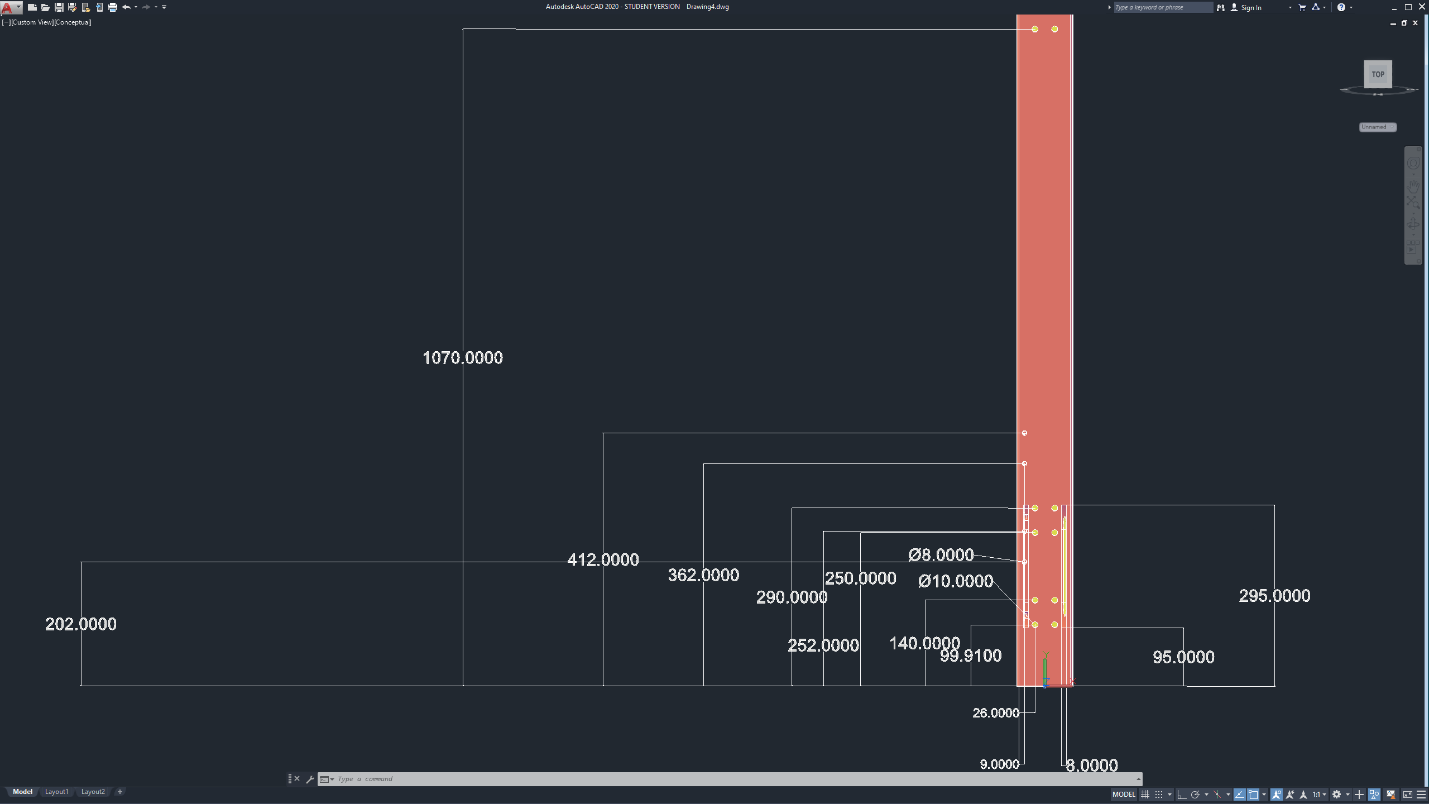 Autodesk AutoCAD 2020 - STUDENT VERSION Drawing4.dwg
Type a keyword or phrase
Sign In
[−][Custom View][Conceptual]
TOP
Unnamed
1070.0000
412.0000
Ø8.0000
362.0000
250.0000
Ø10.0000
290.0000
295.0000
202.0000
252.0000
140.0000
99.9100
95.0000
26.0000
9.0000
8.0000
Y
Type a command
Model Layout1 Layout2 +
MODEL
1:1